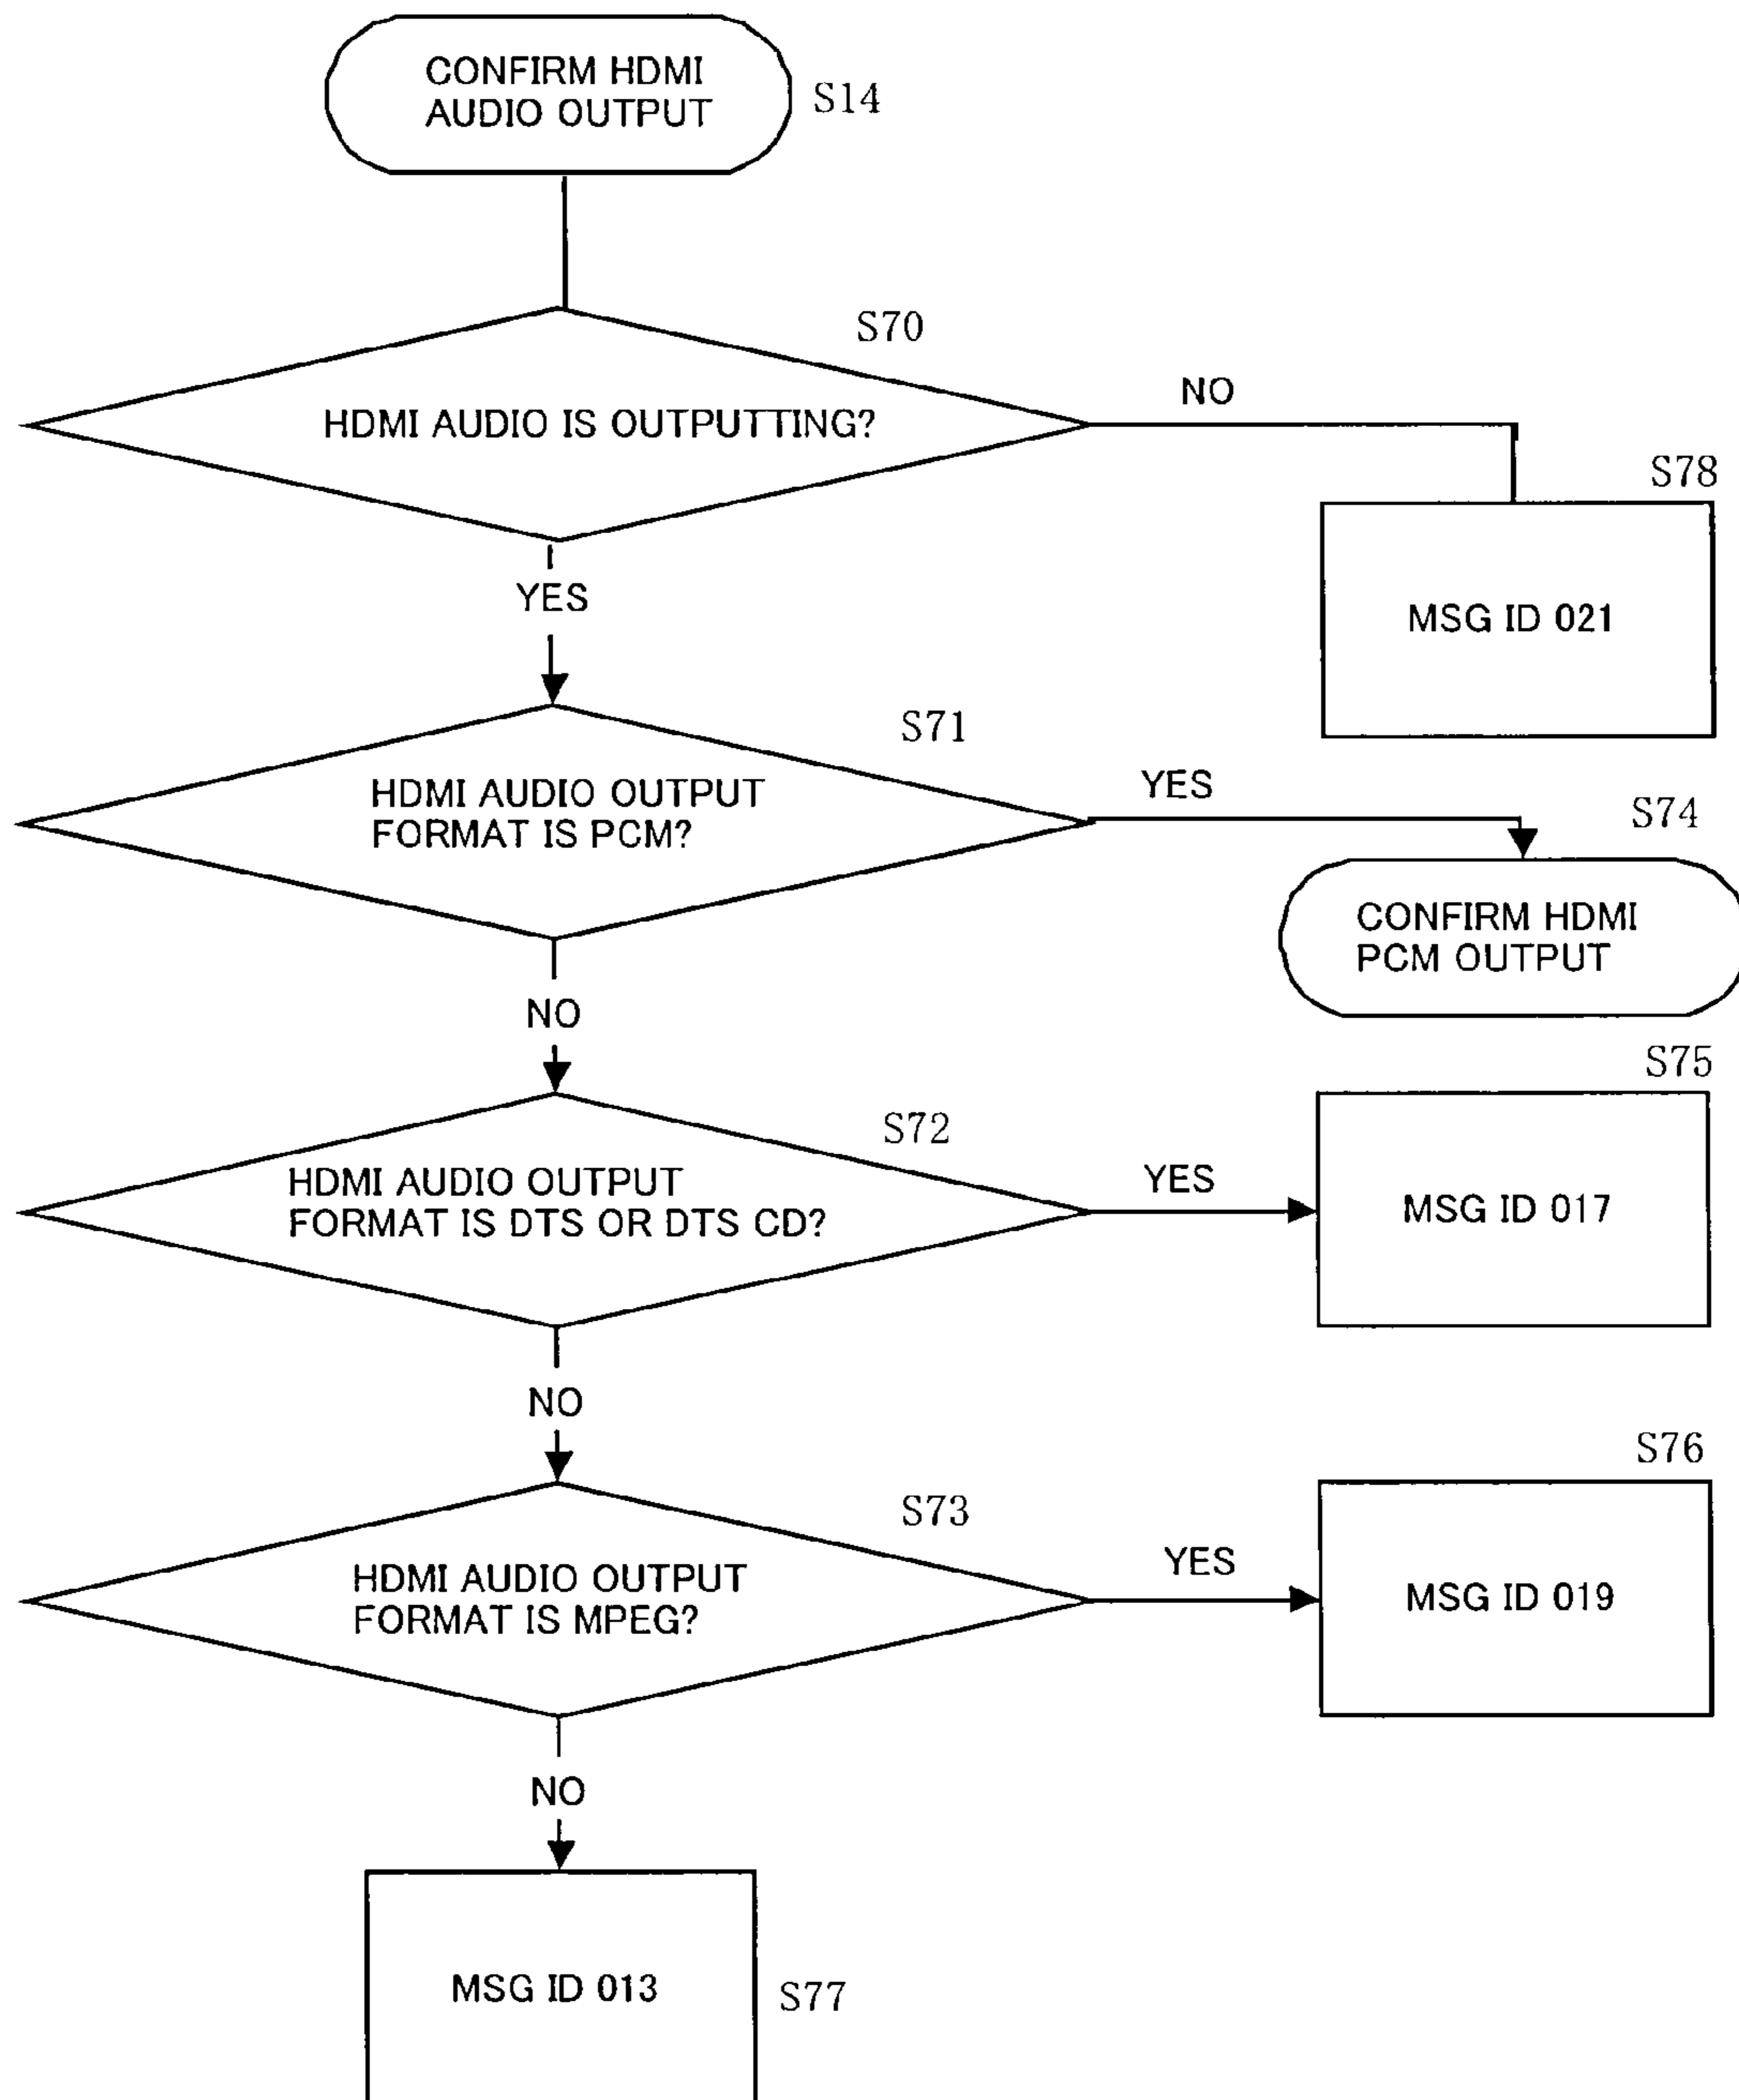 CONFIRM HDMI
AUDIO OUTPUT
S14
S70
HDMI AUDIO IS OUTPUTTING?
NO
S78
MSG ID 021
YES
S71
HDMI AUDIO OUTPUT
FORMAT IS PCM?
YES
S74
CONFIRM HDMI
PCM OUTPUT
NO
S75
S72
HDMI AUDIO OUTPUT
FORMAT IS DTS OR DTS CD?
YES
MSG ID 017
NO
S76
S73
HDMI AUDIO OUTPUT
FORMAT IS MPEG?
YES
MSG ID 019
NO
MSG ID 013
S77